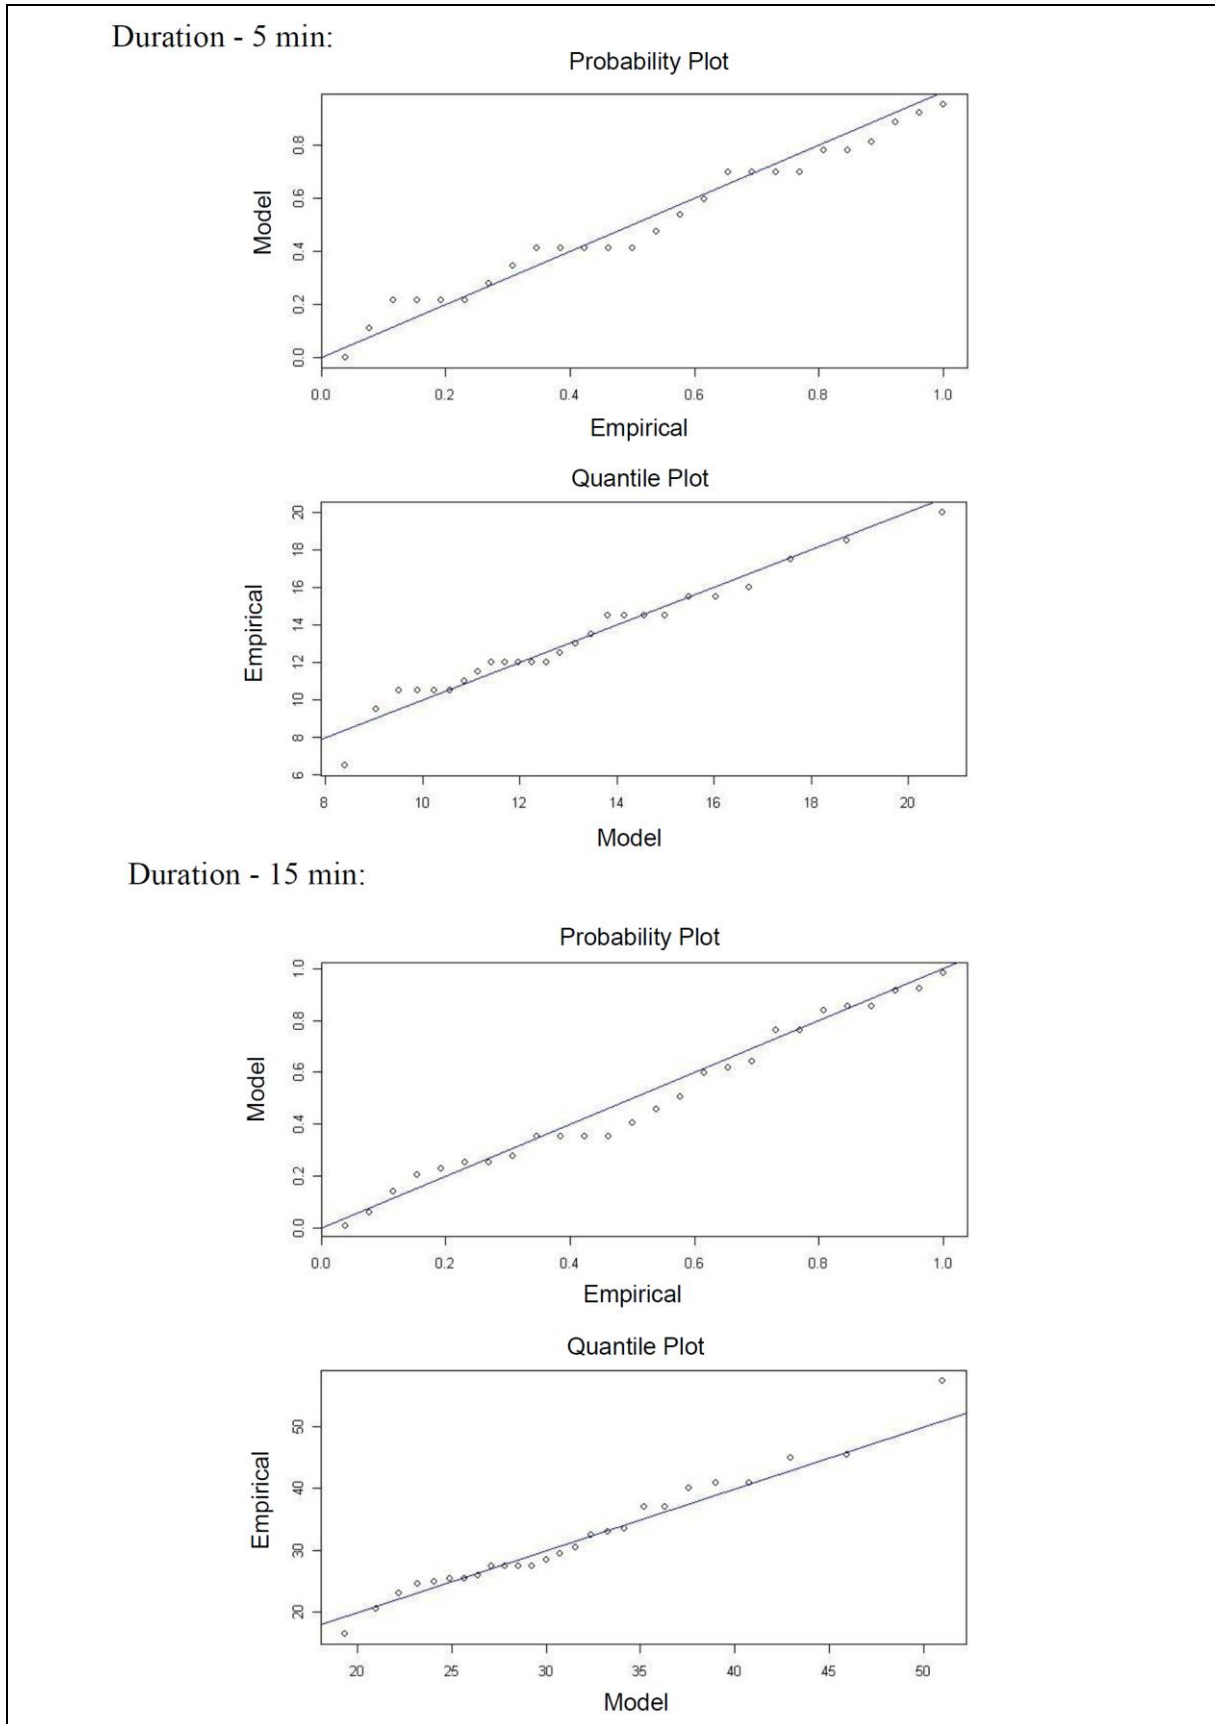 Duration - 5 min:
Probability Plot
Model
0.0 0.2 0.4 0.6 0.8
0.0 0.2 0.4 0.6 0.8 1.0
Empirical
Quantile Plot
Empirical
6 8 10 12 14 16 18 20
8 10 12 14 16 18 20
Model
Duration - 15 min:
Probability Plot
Model
0.0 0.2 0.4 0.6 0.8 1.0
0.0 0.2 0.4 0.6 0.8 1.0
Empirical
Quantile Plot
Empirical
20 30 40 50
20 25 30 35 40 45 50
Model